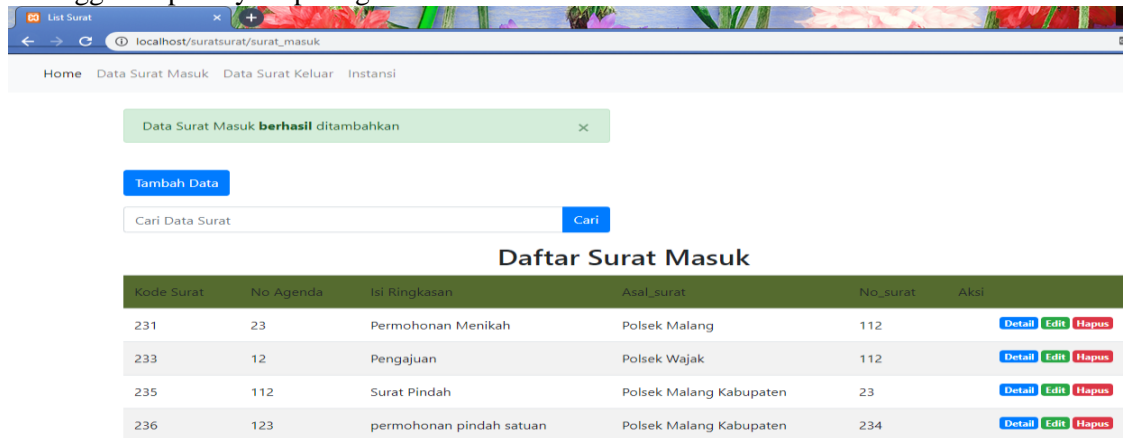 List Surat
localhost/suratsurat/surat_masuk
Home Data Surat Masuk Data Surat Keluar Instansi
Data Surat Masuk berhasil ditambahkan ×
Tambah Data
Cari Data Surat Cari
Daftar Surat Masuk
Kode Surat No Agenda Isi Ringkasan Asal_surat No_surat Aksi
231 23 Permohonan Menikah Polsek Malang 112 Detail Edit Hapus
233 12 Pengajuan Polsek Wajak 112 Detail Edit Hapus
235 112 Surat Pindah Polsek Malang Kabupaten 23 Detail Edit Hapus
236 123 permohonan pindah satuan Polsek Malang Kabupaten 234 Detail Edit Hapus